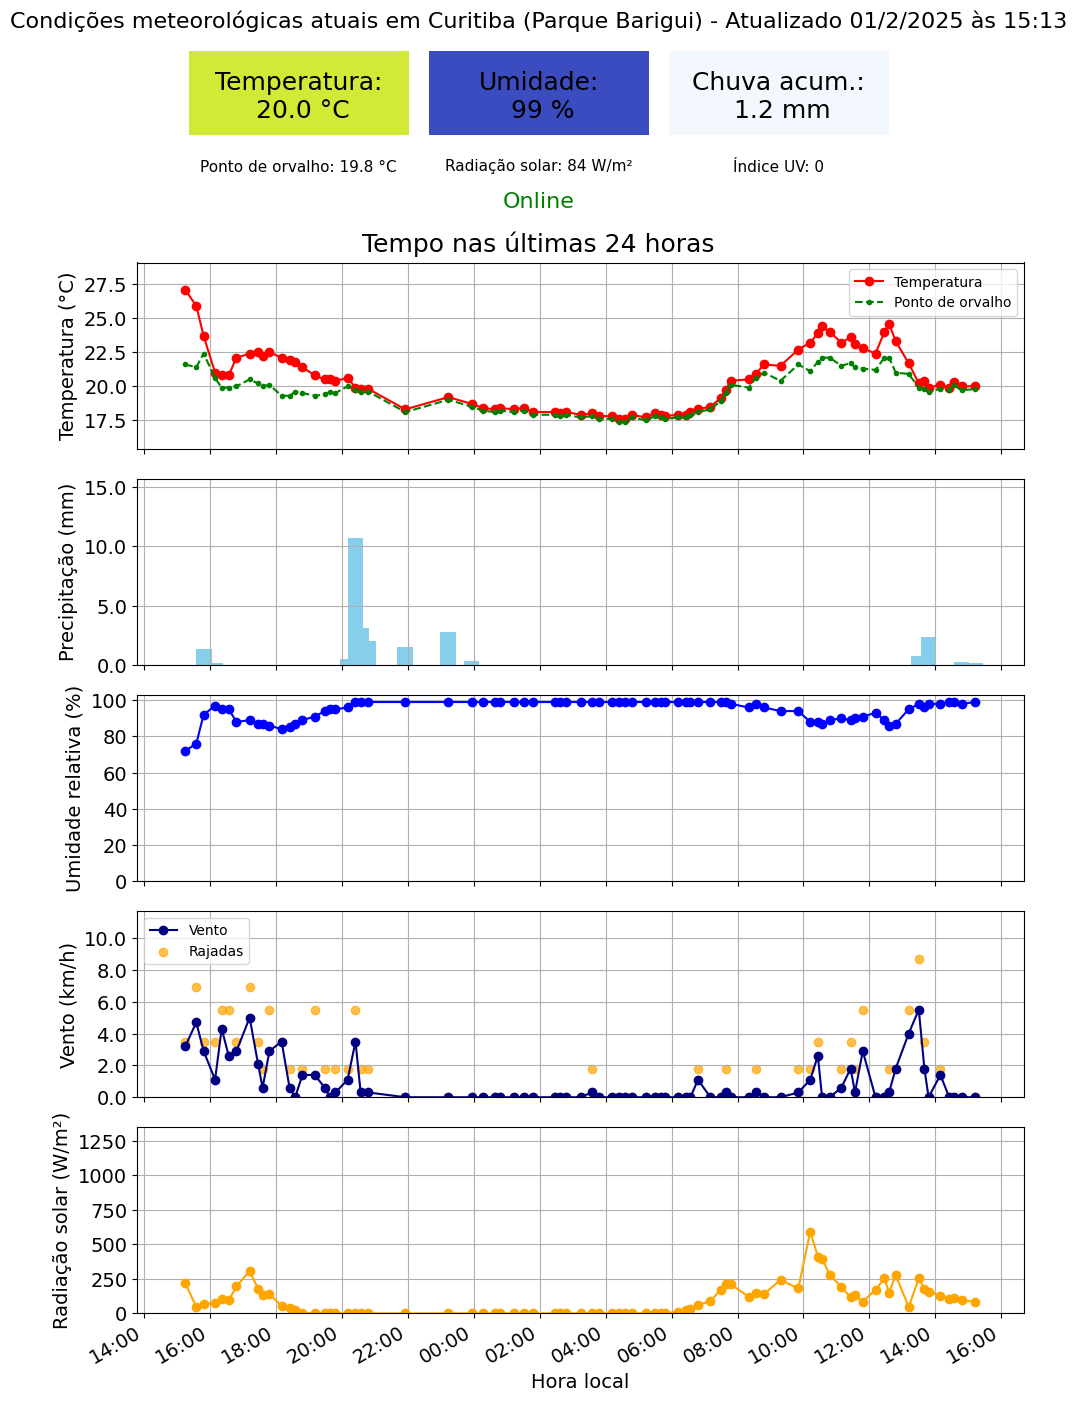 Condições meteorológicas atuais em Curitiba (Parque Barigui) - Atualizado 01/2/2025 às 15:13
Temperatura:
20.0 °C
Umidade:
99 %
Chuva acum.:
1.2 mm
Ponto de orvalho: 19.8 °C
Radiação solar: 84 W/m²
Índice UV: 0
Online
Tempo nas últimas 24 horas
Temperatura (°C)
27.5
25.0
22.5
20.0
17.5
Temperatura
Ponto de orvalho
Precipitação (mm)
15.0
10.0
5.0
0.0
Umidade relativa (%)
100
80
60
40
20
0
Vento (km/h)
10.0
8.0
6.0
4.0
2.0
0.0
Vento
Rajadas
Radiação solar (W/m²)
1250
1000
750
500
250
0
14:00
16:00
18:00
20:00
22:00
00:00
02:00
04:00
06:00
08:00
10:00
12:00
14:00
16:00
Hora local